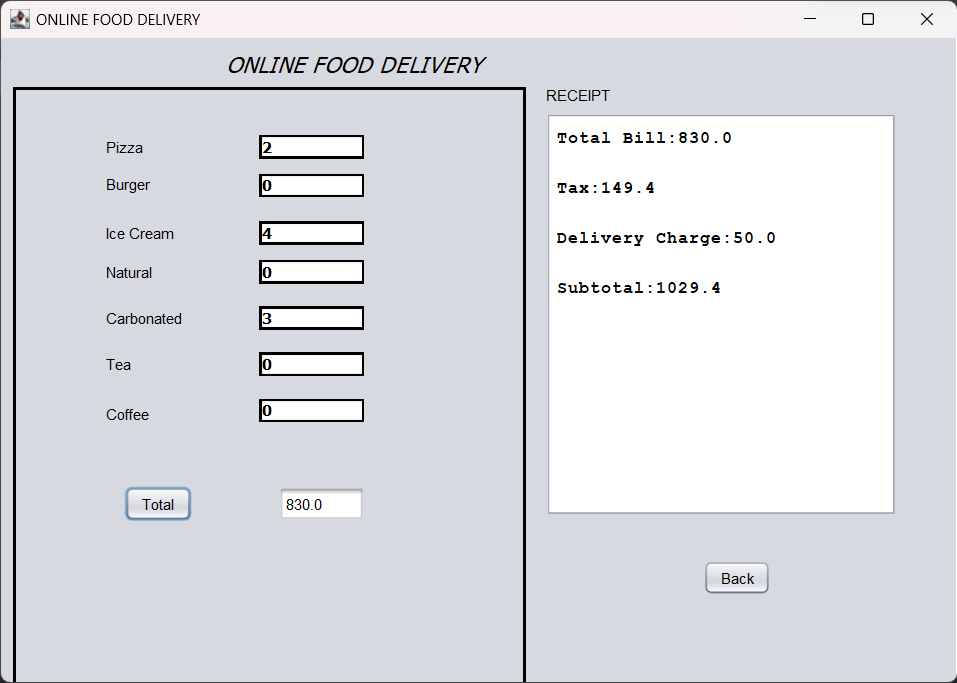 ONLINE FOOD DELIVERY
ONLINE FOOD DELIVERY
Pizza 2
Burger 0
Ice Cream 4
Natural 0
Carbonated 3
Tea 0
Coffee 0
Total 830.0
RECEIPT
Total Bill:830.0
Tax:149.4
Delivery Charge:50.0
Subtotal:1029.4
Back